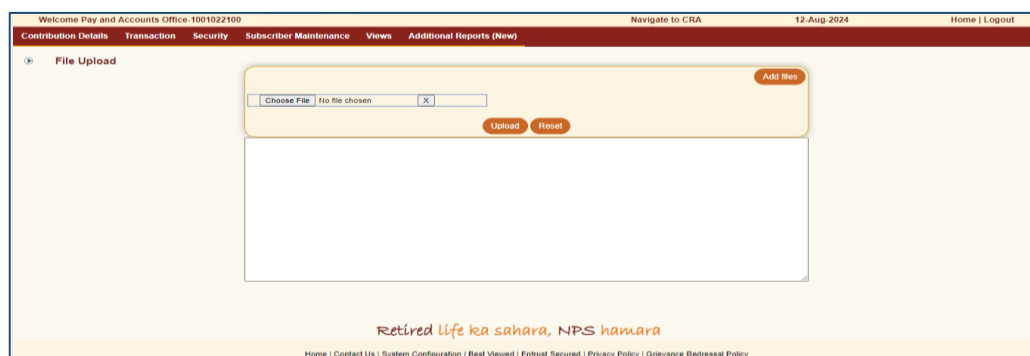 Welcome Pay and Accounts Office-1001022100 Navigate to CRA 12-Aug-2024 Home | Logout
Contribution Details Transaction Security Subscriber Maintenance Views Additional Reports (New)
File Upload
Add files
Choose File No file chosen X
Upload Reset
Retired life ka sahara, NPS hamara
Home | Contact Us | System Configuration / Best Viewed | Entrust Secured | Privacy Policy | Grievance Redressal Policy